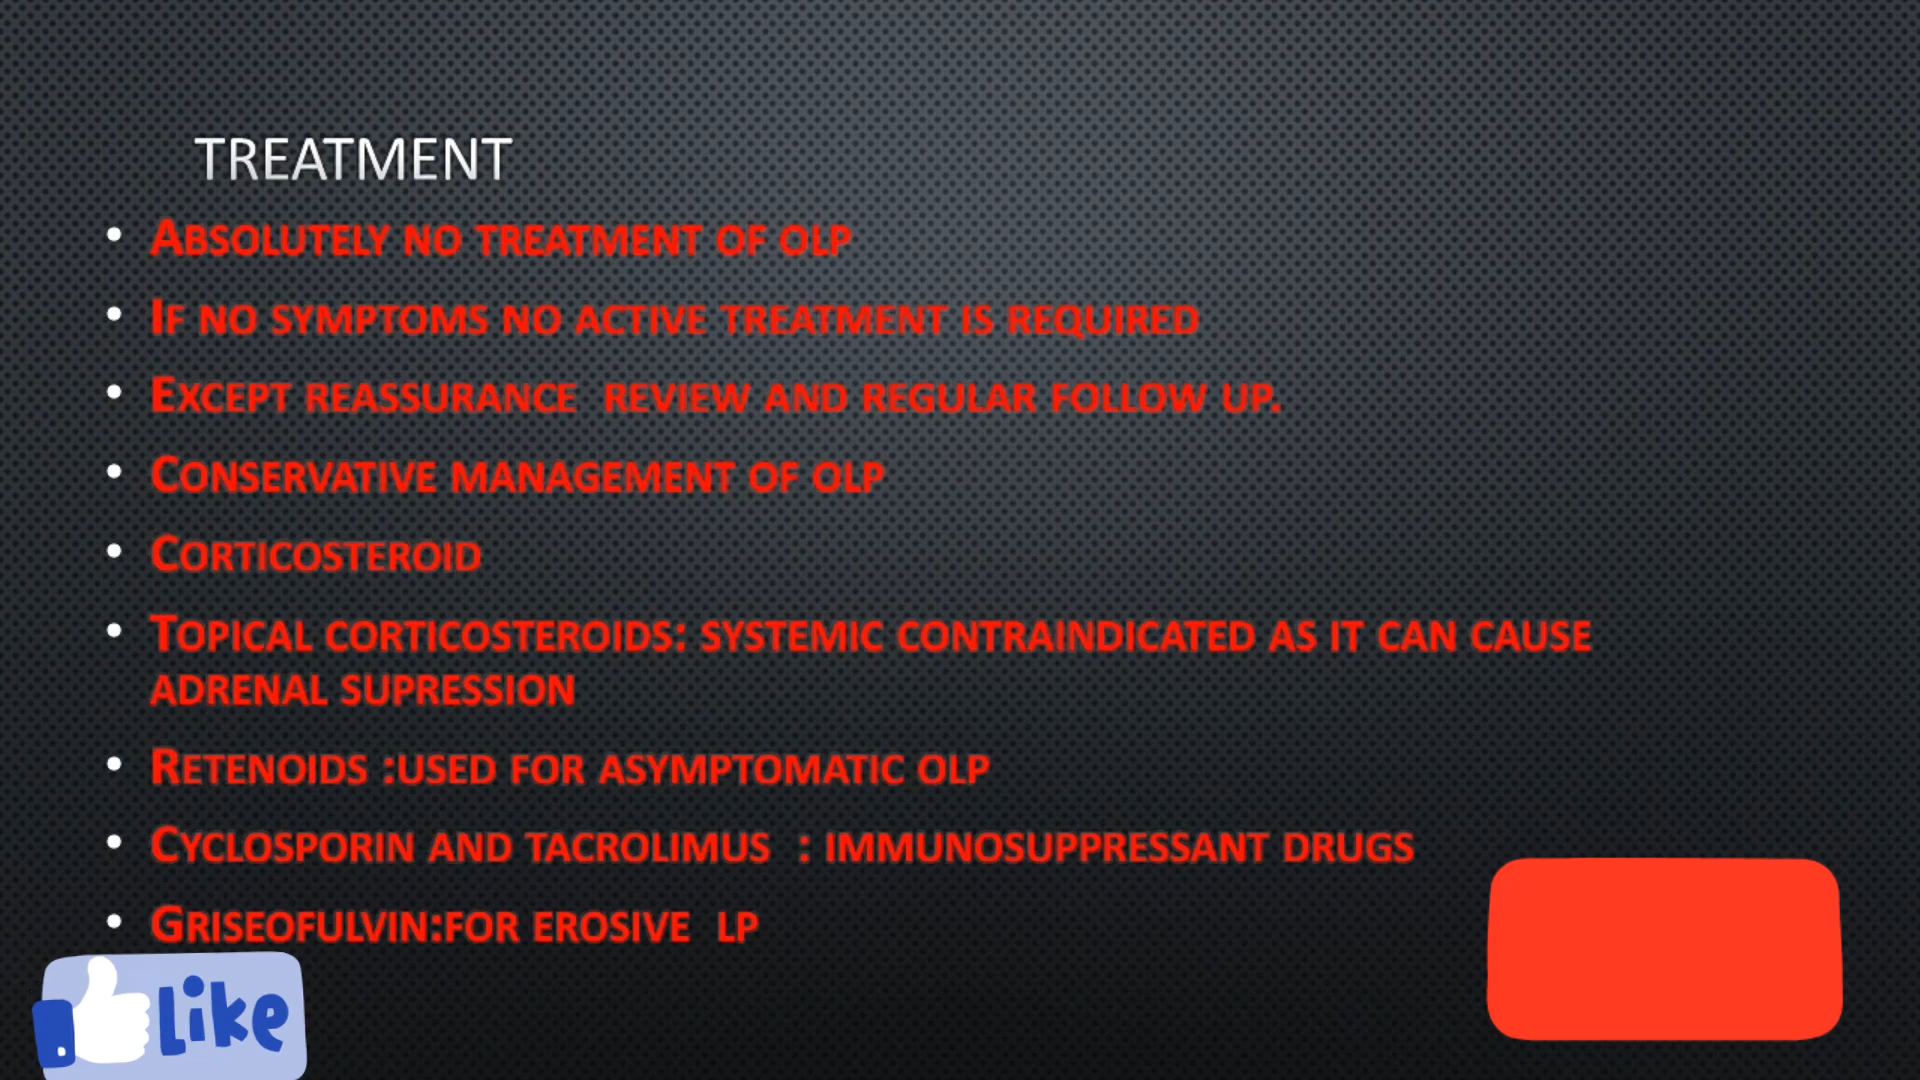 TREATMENT
• ABSOLUTELY NO TREATMENT OF OLP
• IF NO SYMPTOMS NO ACTIVE TREATMENT IS REQUIRED
• EXCEPT REASSURANCE REVIEW AND REGULAR FOLLOW UP.
• CONSERVATIVE MANAGEMENT OF OLP
• CORTICOSTEROID
• TOPICAL CORTICOSTEROIDS: SYSTEMIC CONTRAINDICATED AS IT CAN CAUSE
ADRENAL SUPRESSION
• RETENOIDS :USED FOR ASYMPTOMATIC OLP
• CYCLOSPORIN AND TACROLIMUS : IMMUNOSUPPRESSANT DRUGS
• GRISEOFULVIN:FOR EROSIVE LP
like